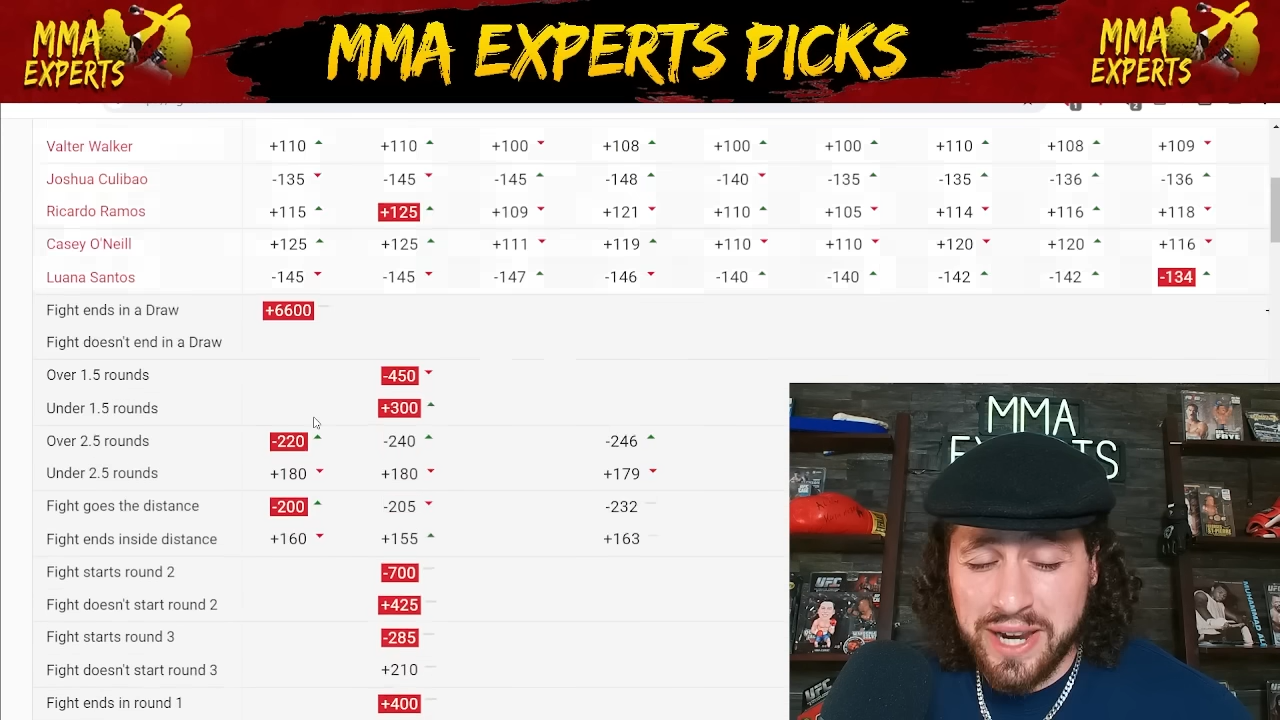 MMA EXPERTS
MMA EXPERTS PICKS
MMA EXPERTS
1 2
Valter Walker +110 +110 +100 +108 +100 +100 +110 +108 +109
Joshua Culibao -135 -145 -145 -148 -140 -135 -135 -136 -136
Ricardo Ramos +115 +125 +109 +121 +110 +105 +114 +116 +118
Casey O'Neill +125 +125 +111 +119 +110 +110 +120 +120 +116
Luana Santos -145 -145 -147 -146 -140 -140 -142 -142 -134
Fight ends in a Draw +6600
Fight doesn't end in a Draw
Over 1.5 rounds -450
Under 1.5 rounds +300
Over 2.5 rounds -220 -240 -246
Under 2.5 rounds +180 +180 +179
Fight goes the distance -200 -205 -232
Fight ends inside distance +160 +155 +163
Fight starts round 2 -700
Fight doesn't start round 2 +425
Fight starts round 3 -285
Fight doesn't start round 3 +210
Fight ends in round 1 +400
MMA
UFC
FRYE
MUHAMMAD
UFC